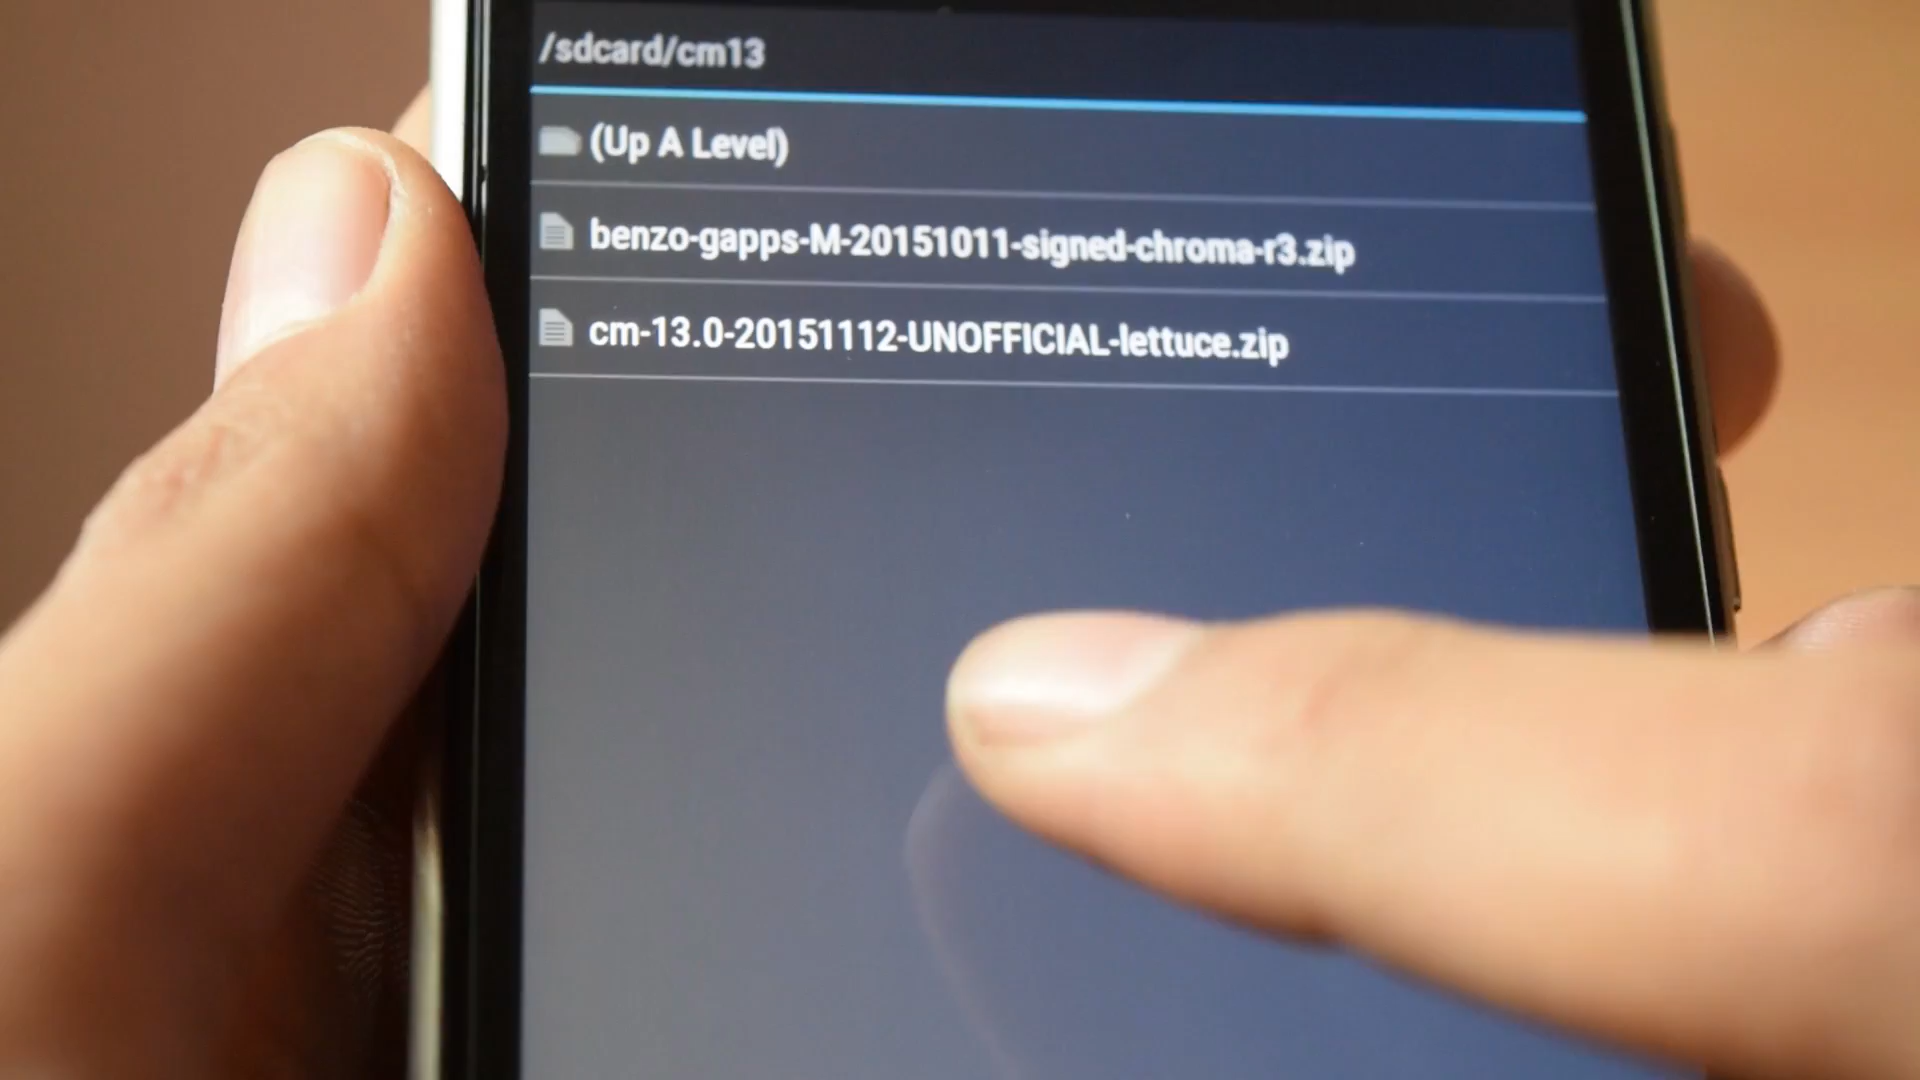 /sdcard/cm13
(Up A Level)
benzo-gapps-M-20151011-signed-chroma-r3.zip
cm-13.0-20151112-UNOFFICIAL-lettuce.zip